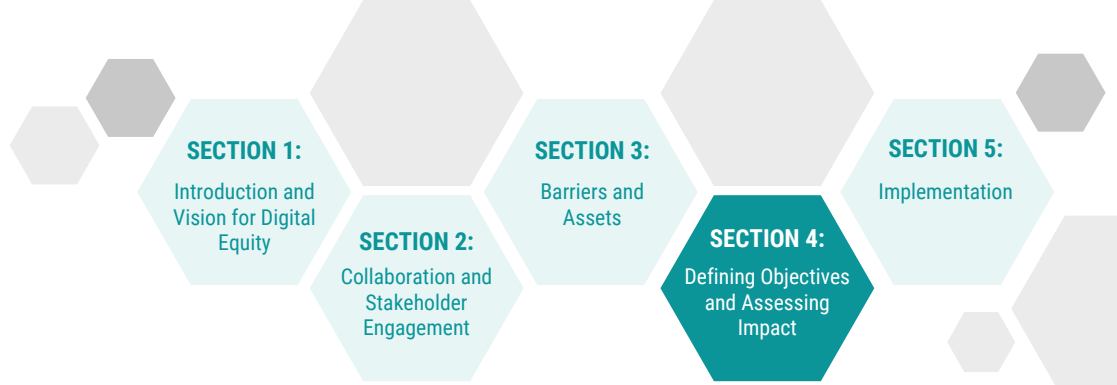 SECTION 1:
Introduction and
Vision for Digital
Equity
SECTION 2:
Collaboration and
Stakeholder
Engagement
SECTION 3:
Barriers and
Assets
SECTION 4:
Defining Objectives
and Assessing
Impact
SECTION 5:
Implementation